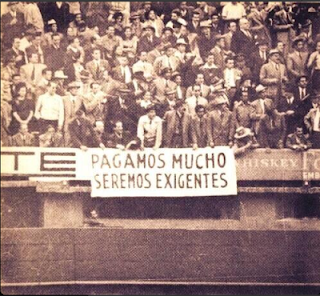 TE
PAGAMOS MUCHO
SEREMOS EXIGENTES
WHISKEY